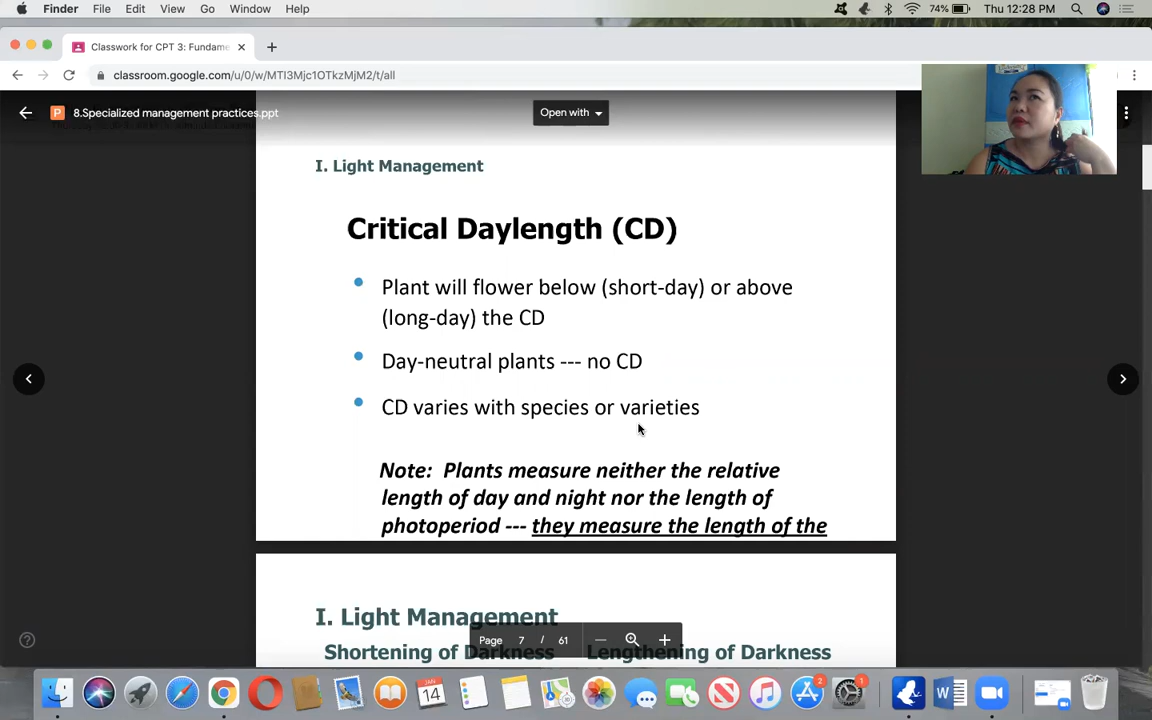 Finder File Edit View Go Window Help 74% Thu 12:28 PM
Classwork for CPT 3: Fundame
classroom.google.com/u/0/w/MTI3Mjc1OTkzMjM2/t/all
P 8.Specialized management practices.ppt Open with
I. Light Management
Critical Daylength (CD)
Plant will flower below (short-day) or above
(long-day) the CD
Day-neutral plants --- no CD
CD varies with species or varieties
Note: Plants measure neither the relative
length of day and night nor the length of
photoperiod --- they measure the length of the
I. Light Management
Page 7 / 61
Shortening of Darkness Lengthening of Darkness
JAN
14
2
1
W